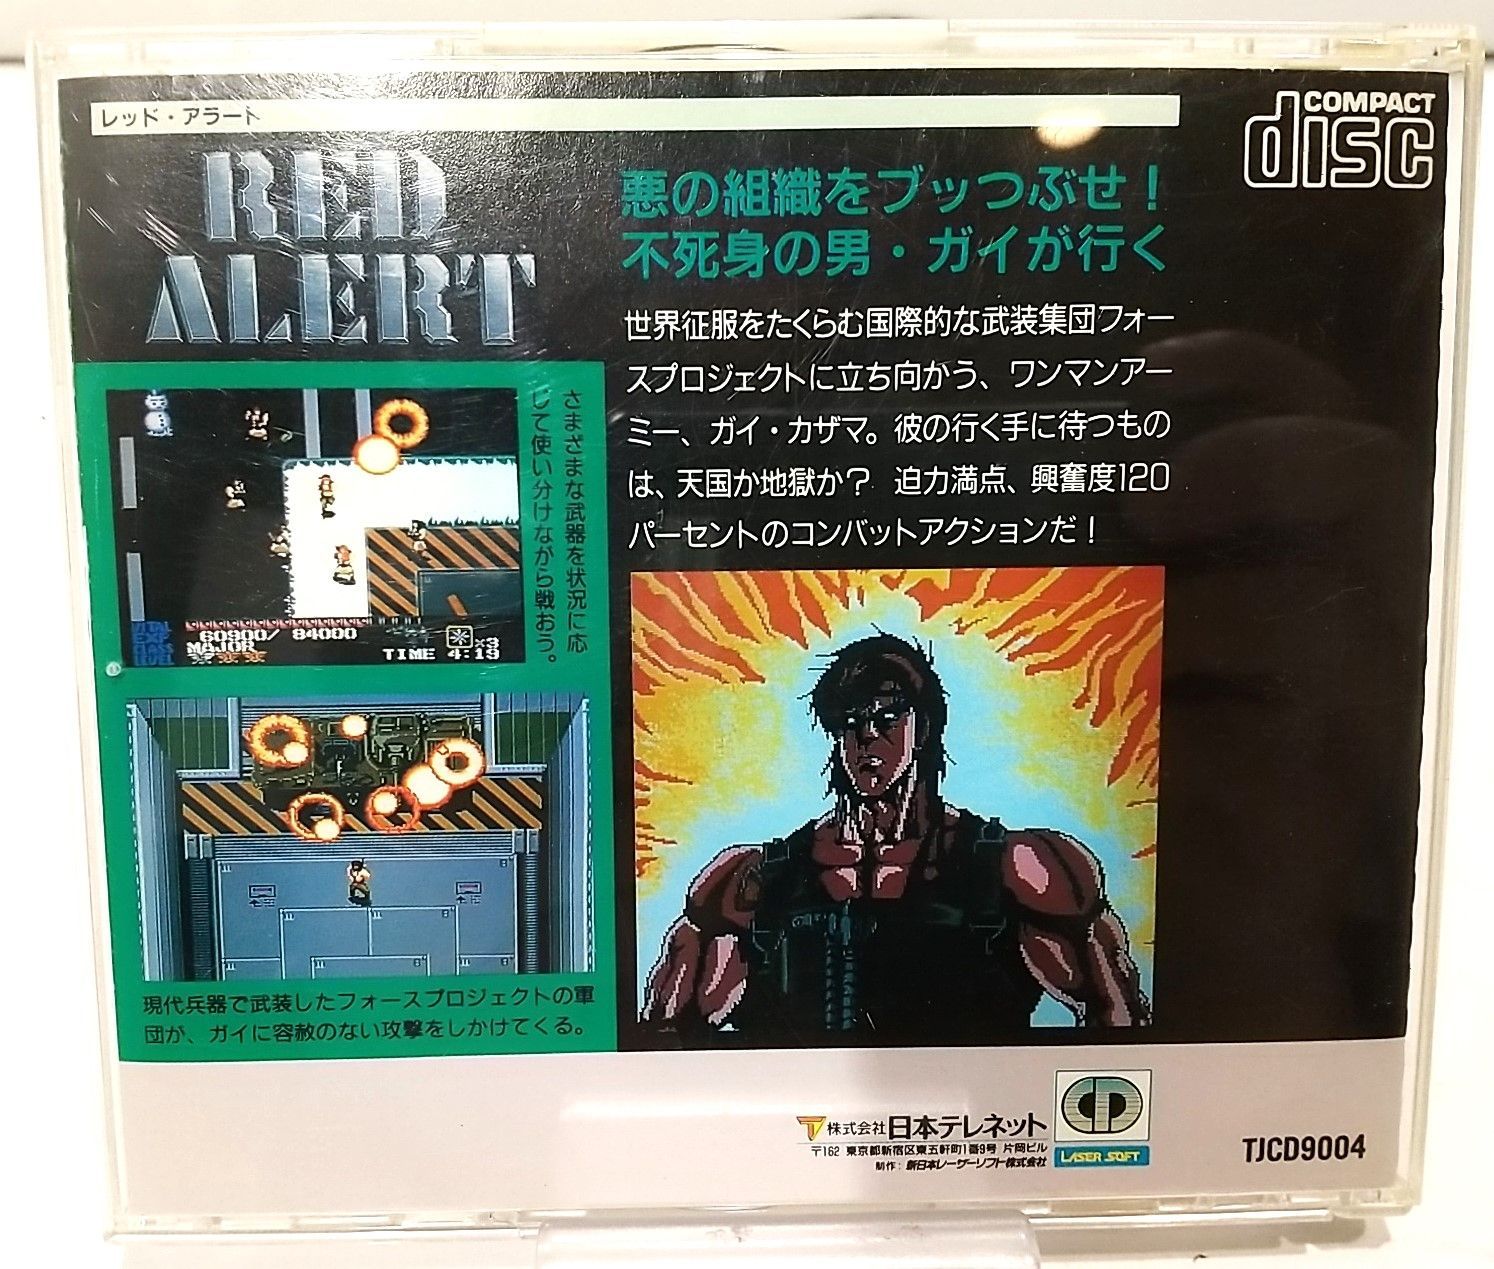 レッド・アラート
COMPACT
disc
RED
ALERT
悪の組織をブッつぶせ！
不死身の男・ガイが行く
世界征服をたくらむ国際的な武装集団フォー
スプロジェクトに立ち向かう、ワンマンアー
ミー、ガイ・カザマ。彼の行く手に待つもの
は、天国か地獄か？ 迫力満点、興奮度120
パーセントのコンバットアクションだ！
さまざまな武器を状況に応
じて使い分けながら戦おう。
60900/ 84000
MAJOR
×3
TIME 4:19
現代兵器で武装したフォースプロジェクトの軍
団が、ガイに容赦のない攻撃をしかけてくる。
株式会社日本テレネット
〒162 東京都新宿区東五軒町1番9号 片岡ビル
制作：新日本レーザーソフト株式会社
CD
LASER SOFT
TJCD9004